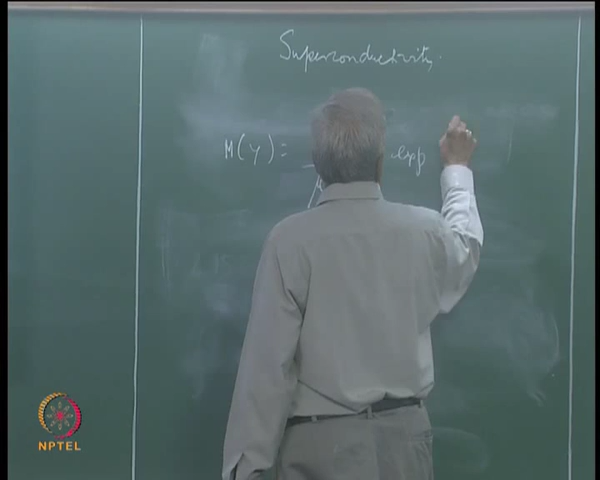 Superconductivity.
M(y) =
NPTEL